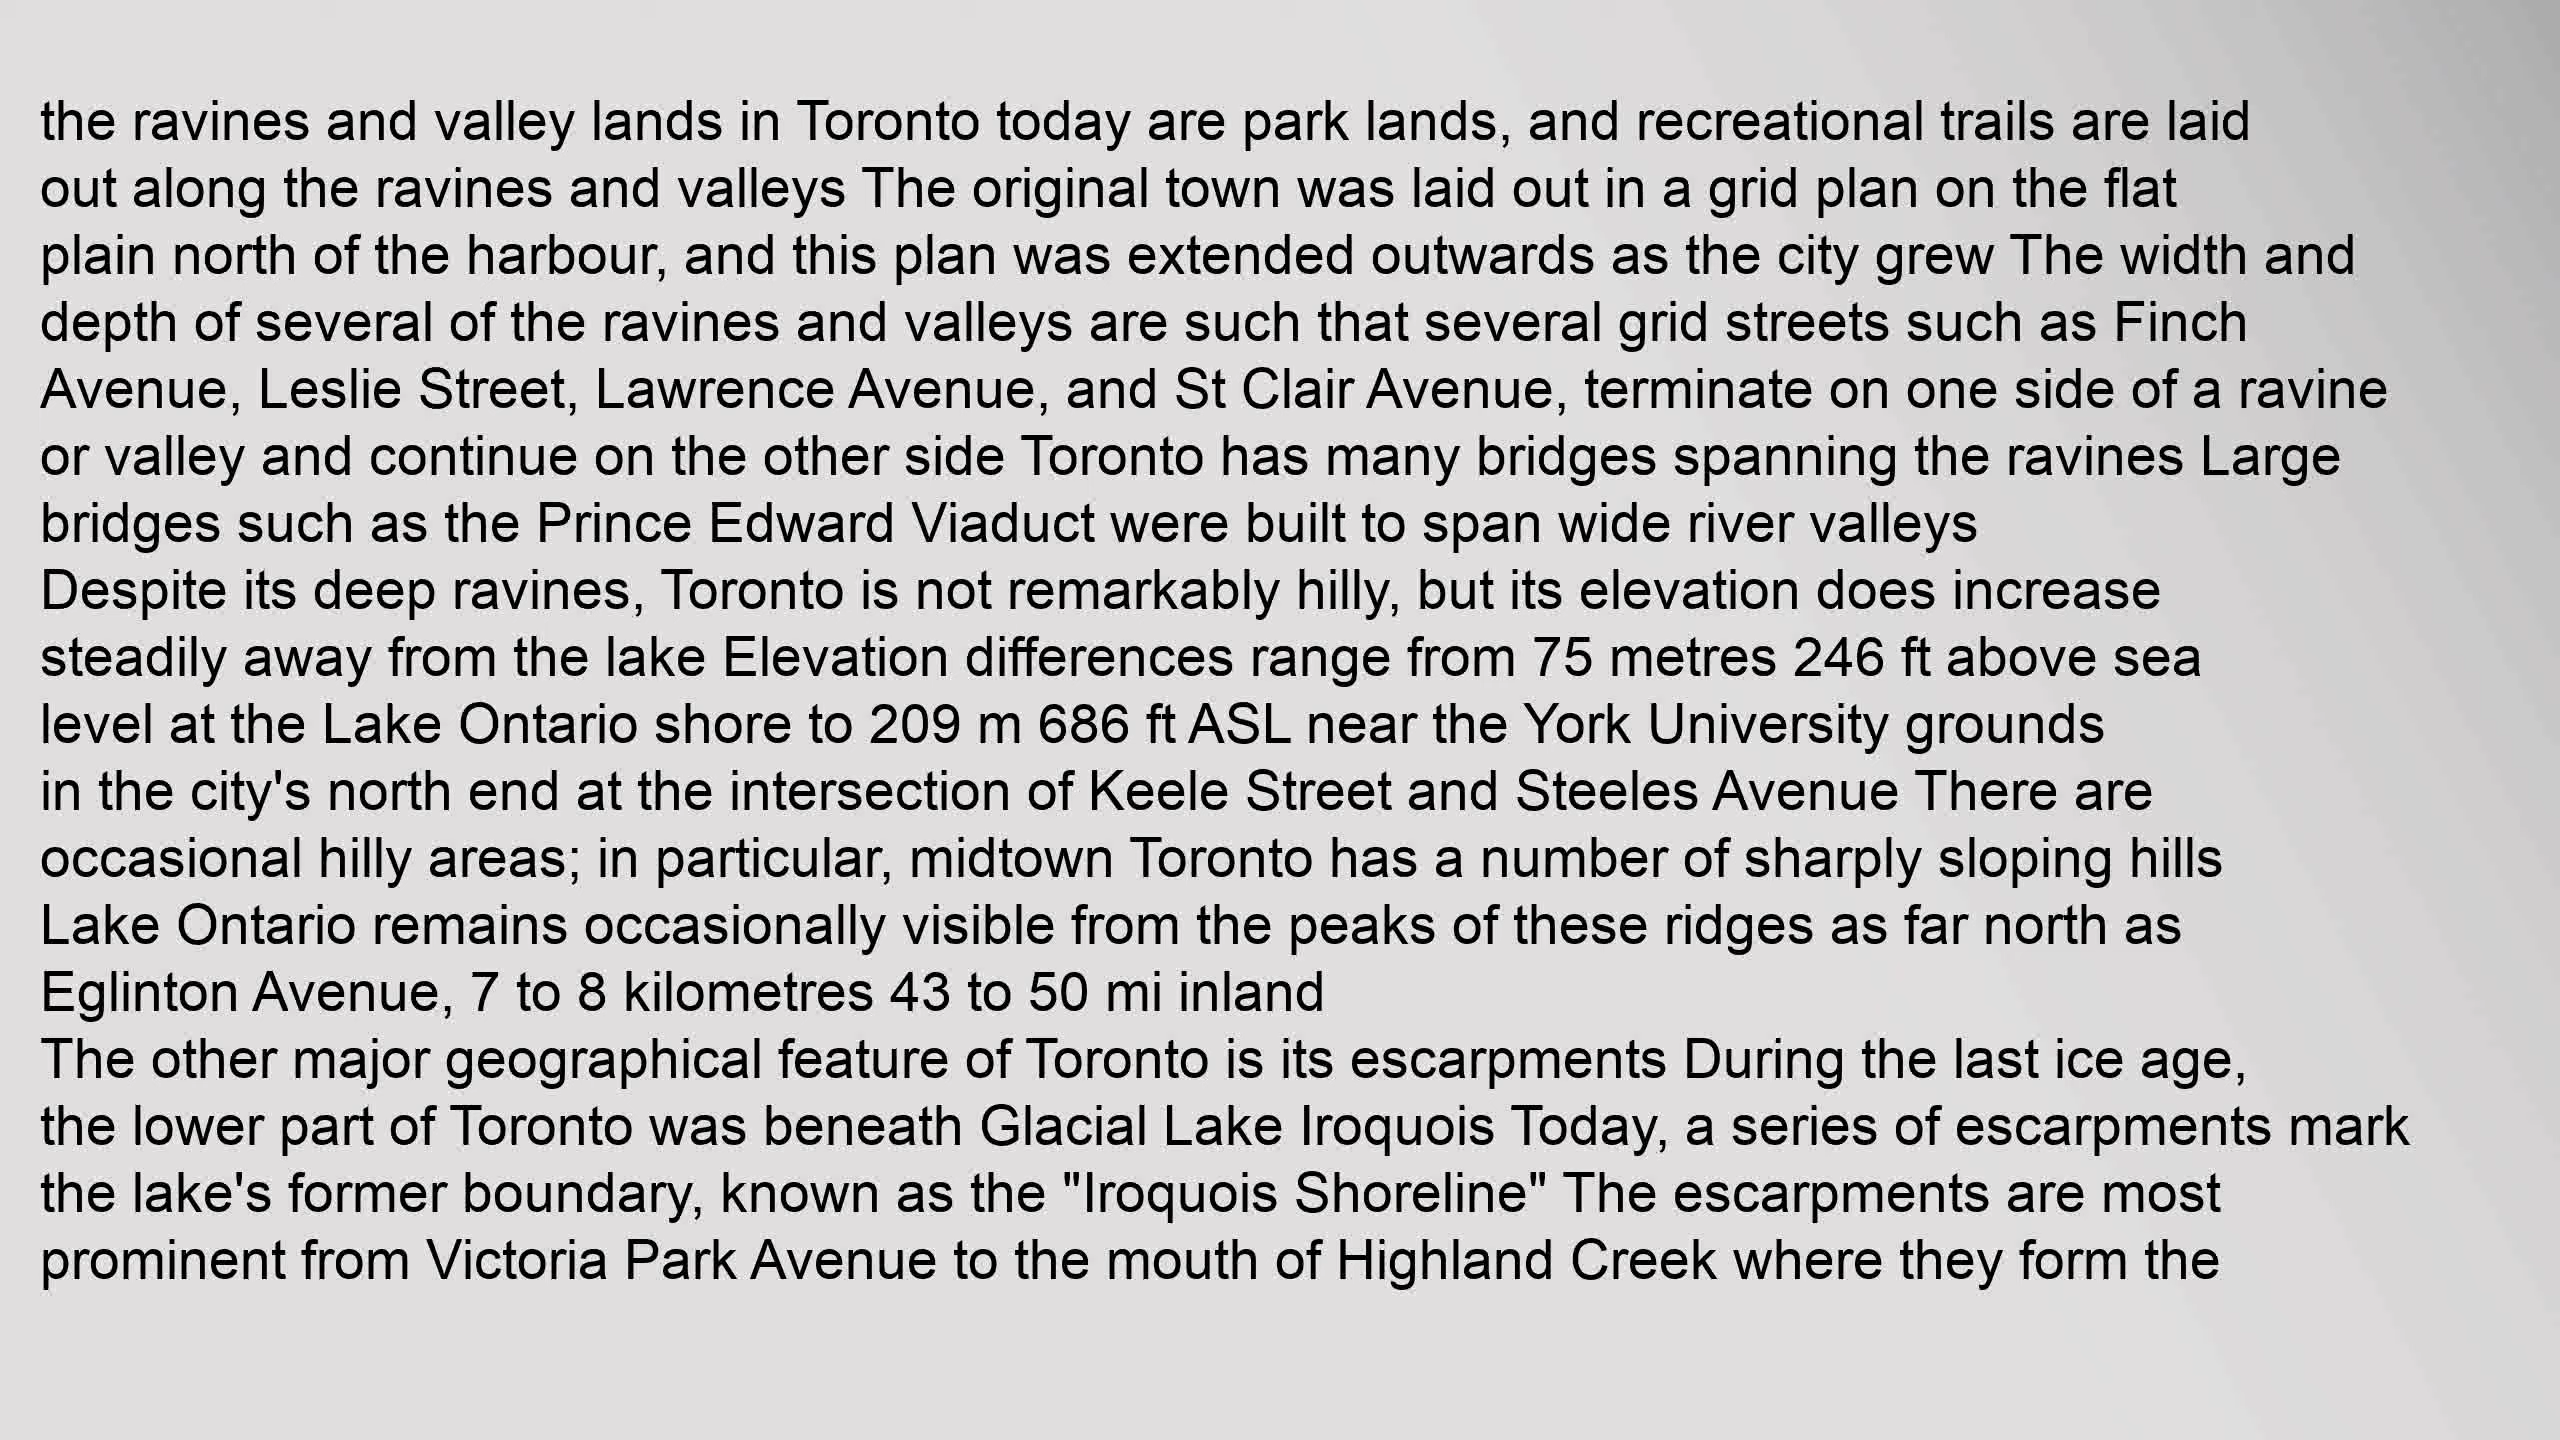 the ravines and valley lands in Toronto today are park lands, and recreational trails are laid
out along the ravines and valleys The original town was laid out in a grid plan on the flat
plain north of the harbour, and this plan was extended outwards as the city grew The width and
depth of several of the ravines and valleys are such that several grid streets such as Finch
Avenue, Leslie Street, Lawrence Avenue, and St Clair Avenue, terminate on one side of a ravine
or valley and continue on the other side Toronto has many bridges spanning the ravines Large
bridges such as the Prince Edward Viaduct were built to span wide river valleys
Despite its deep ravines, Toronto is not remarkably hilly, but its elevation does increase
steadily away from the lake Elevation differences range from 75 metres 246 ft above sea
level at the Lake Ontario shore to 209 m 686 ft ASL near the York University grounds
in the city's north end at the intersection of Keele Street and Steeles Avenue There are
occasional hilly areas; in particular, midtown Toronto has a number of sharply sloping hills
Lake Ontario remains occasionally visible from the peaks of these ridges as far north as
Eglinton Avenue, 7 to 8 kilometres 43 to 50 mi inland
The other major geographical feature of Toronto is its escarpments During the last ice age,
the lower part of Toronto was beneath Glacial Lake Iroquois Today, a series of escarpments mark
the lake's former boundary, known as the "Iroquois Shoreline" The escarpments are most
prominent from Victoria Park Avenue to the mouth of Highland Creek where they form the